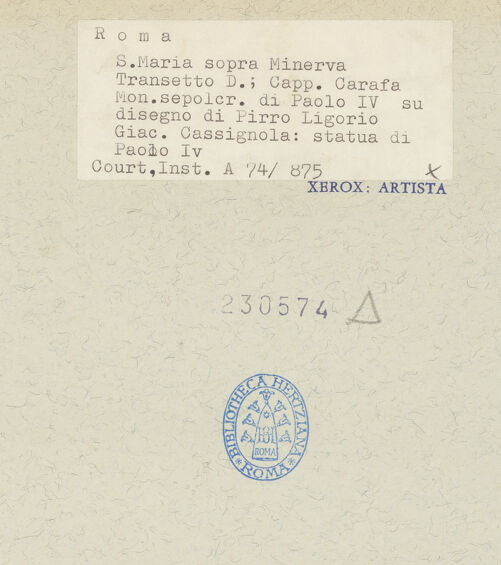 R o m a
S.Maria sopra Minerva
Transetto D.; Capp. Carafa
Mon.sepolcr. di Paolo IV su
disegno di Pirro Ligorio
Giac. Cassignola: statua di
Paolo Iv
Court,Inst. A 74/ 875 X
XEROX: ARTISTA
230574 Δ
BIBLIOTHECA HERTZIANA
ROMA
* ROMA *